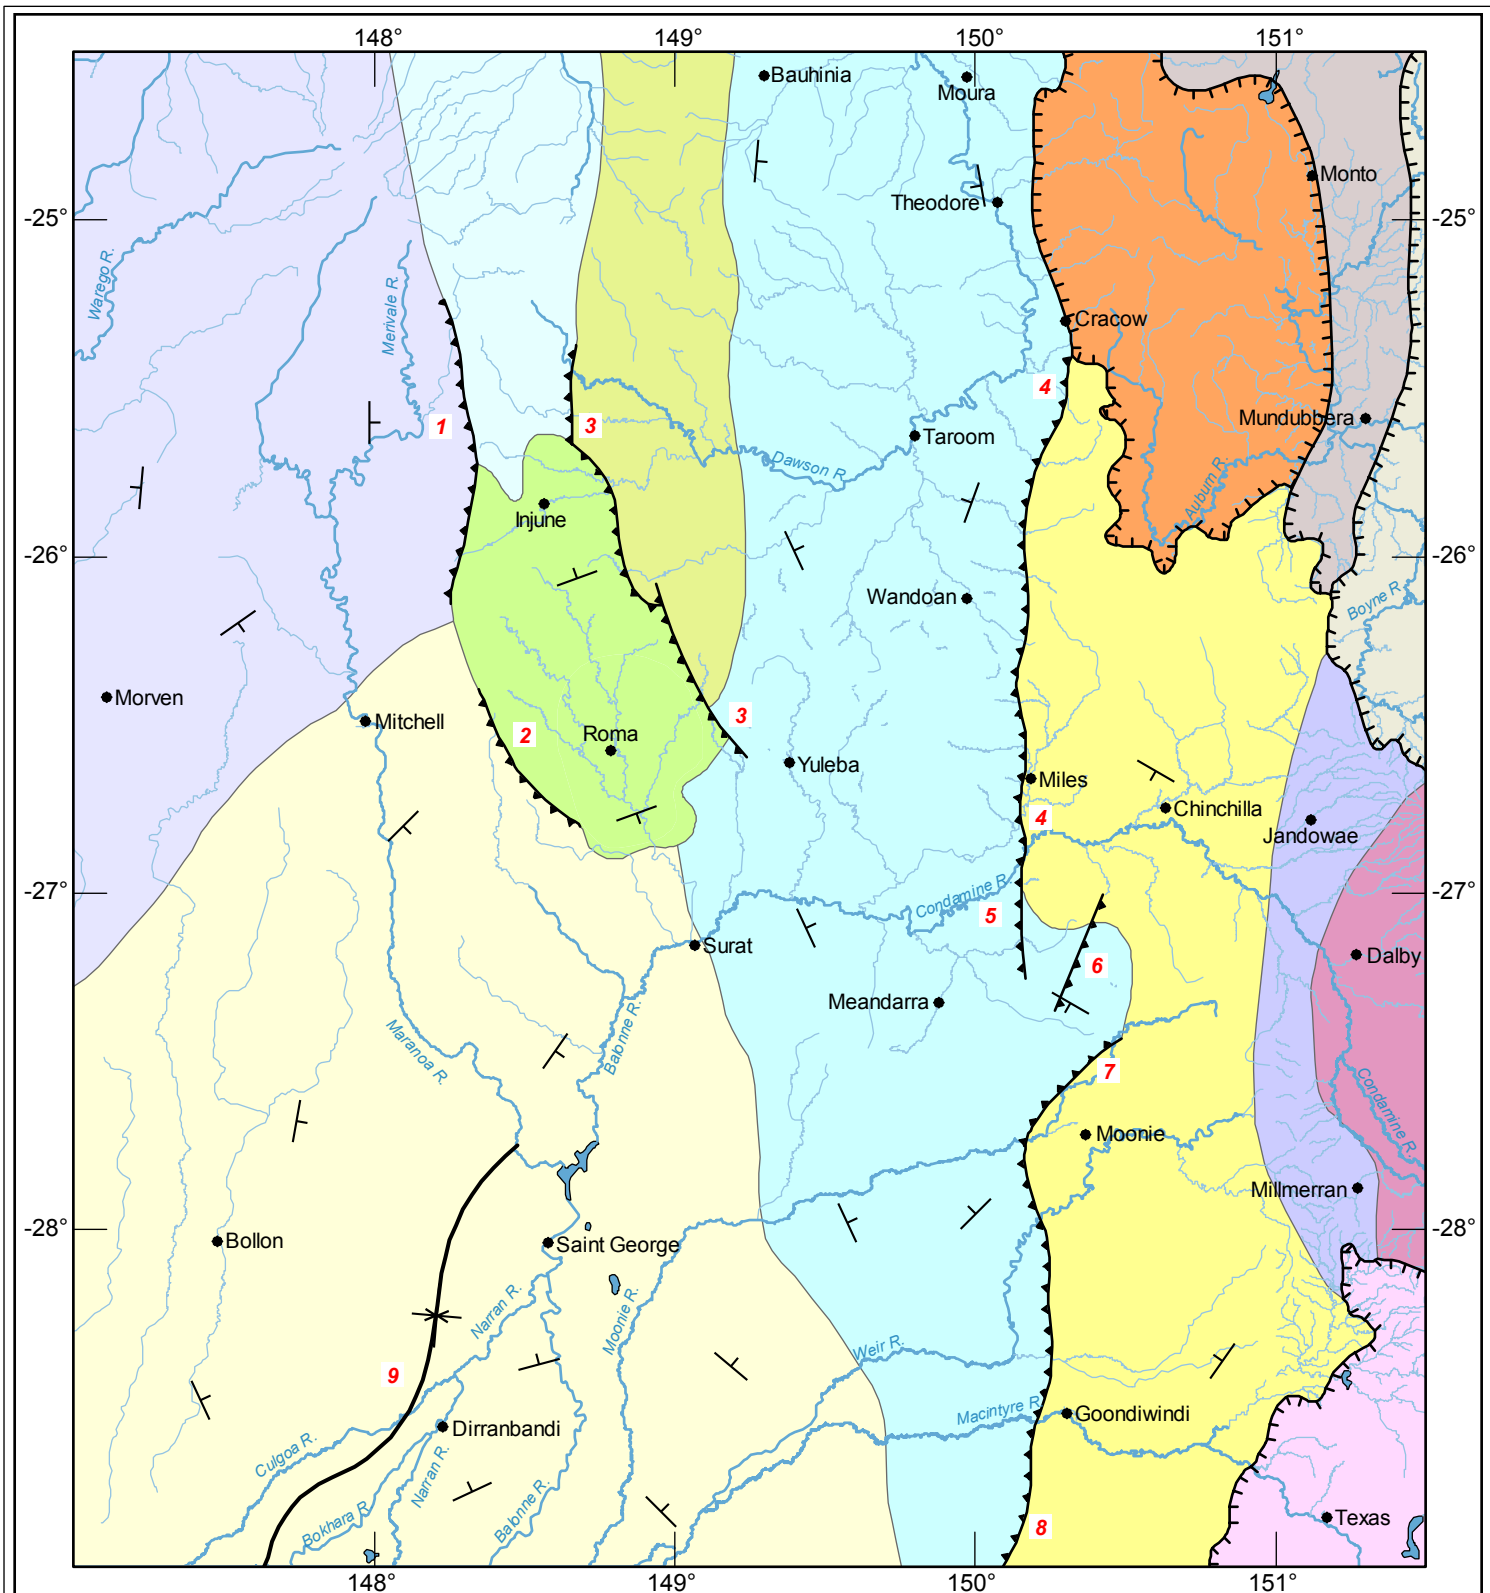 148°
149°
150°
151°
Bauhinia
Moura
Monto
Theodore
-25°
-25°
Warego R.
Merivale R.
Cracow
4
1
3
Mundubbera
Taroom
Dawson R.
Auburn R.
Injune
-26°
-26°
Wandoan
Boyne R.
Morven
Mitchell
2
Roma
3
Yuleba
Miles
Chinchilla
4
Jandowae
-27°
-27°
Condamine R.
5
Surat
6
Dalby
Meandarra
Maranoa R.
Balonne R.
7
Condamine R.
Moonie
Millmerran
-28°
-28°
Bollon
Saint George
Narran R.
Moonie R.
Weir R.
9
Macintyre R
Goondiwindi
Dirranbandi
Culgoa R.
Narran R.
Bokhara R
Balonne R.
8
Texas
148°
149°
150°
151°